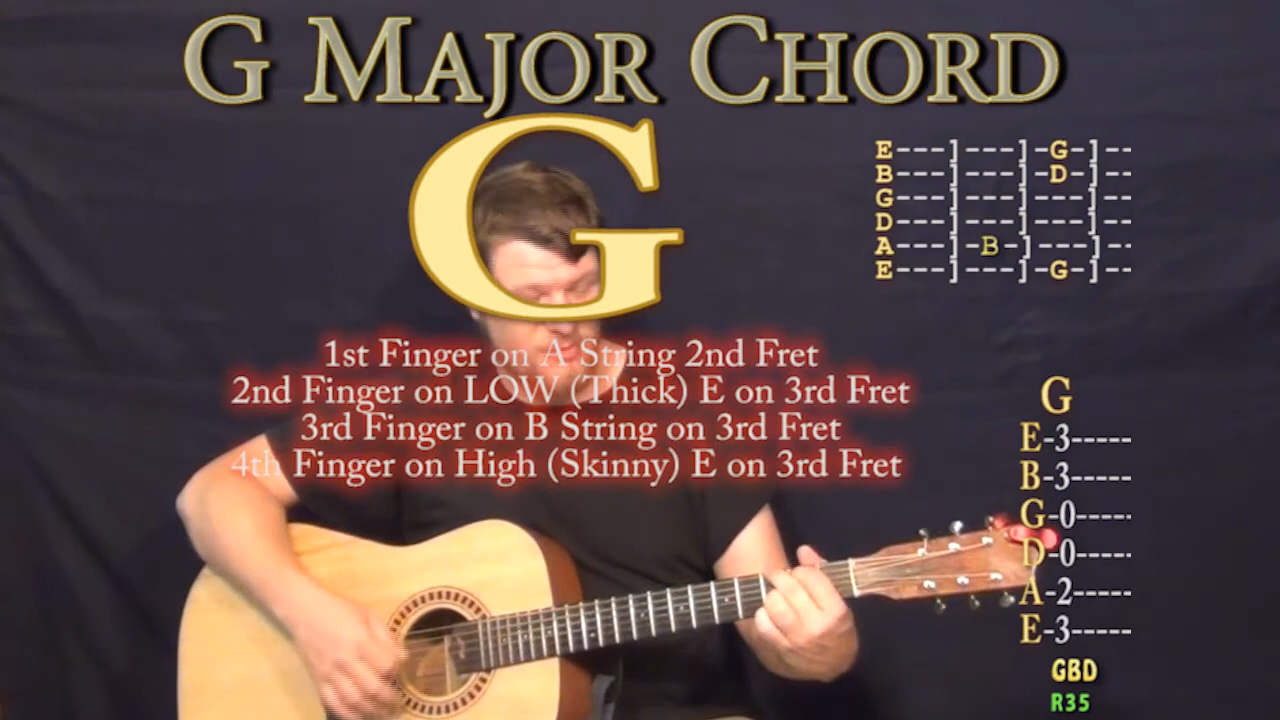 G MAJOR CHORD
G
E---]---]-G-]--
B---]---]-D-]--
G---]---]---]--
D---]---]---]--
A---]-B-]---]--
E---]---]-G-]--
1st Finger on A String 2nd Fret
2nd Finger on LOW (Thick) E on 3rd Fret
3rd Finger on B String on 3rd Fret
4th Finger on High (Skinny) E on 3rd Fret
G
E-3-----
B-3-----
G-0-----
D-0-----
A-2-----
E-3-----
GBD
R35